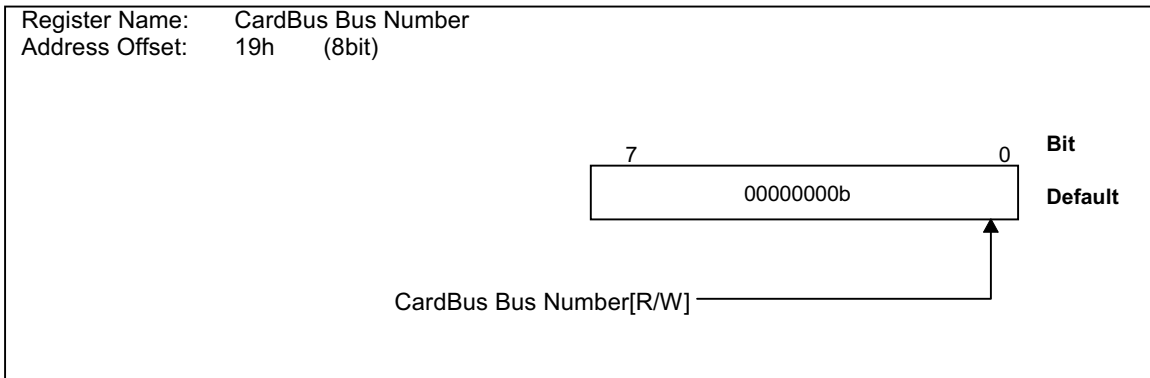 Register Name: CardBus Bus Number
Address Offset: 19h (8bit)
7 0 Bit
00000000b Default
CardBus Bus Number[R/W]